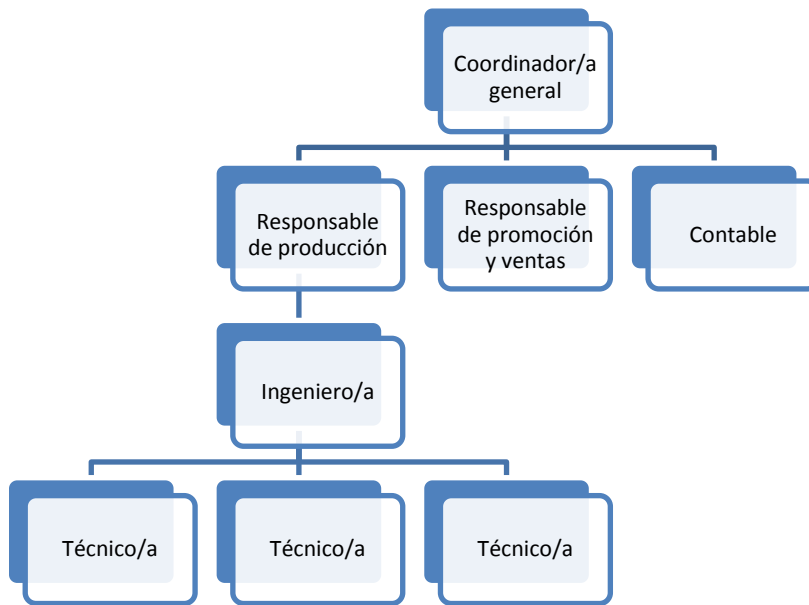 Coordinador/a
general
Responsable
de producción
Responsable
de promoción
y ventas
Contable
Ingeniero/a
Técnico/a
Técnico/a
Técnico/a